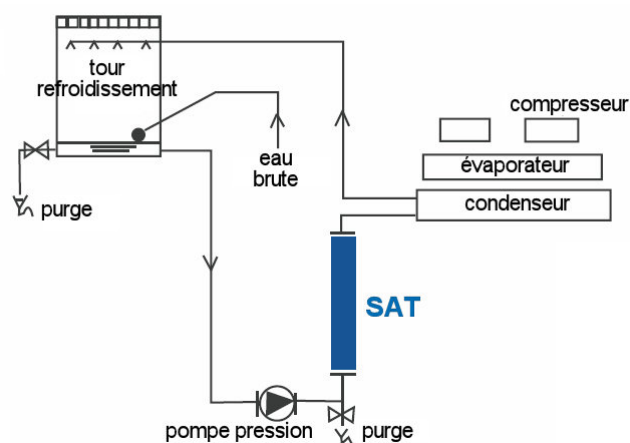 tour
refroidissement
compresseur
eau
brute
évaporateur
condenseur
purge
SAT
pompe pression
purge